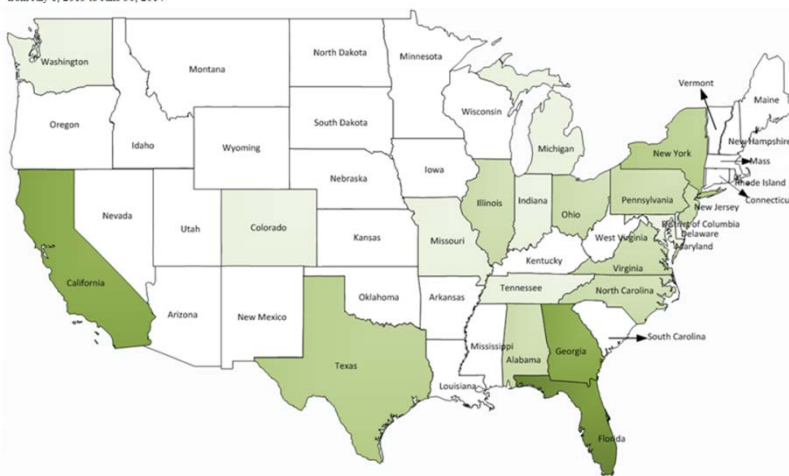 Washington
Montana
North Dakota
Minnesota
Vermont
Maine
Oregon
Idaho
Wyoming
South Dakota
Wisconsin
Michigan
New York
New Hampshire
Mass
Rhode Island
Connecticut
Nebraska
Iowa
Nevada
Utah
Colorado
Kansas
Missouri
Illinois
Indiana
Ohio
Pennsylvania
New Jersey
District of Columbia
Delaware
Maryland
West Virginia
Virginia
Kentucky
California
Arizona
New Mexico
Oklahoma
Arkansas
Tennessee
North Carolina
South Carolina
Texas
Louisiana
Mississippi
Alabama
Georgia
Florida